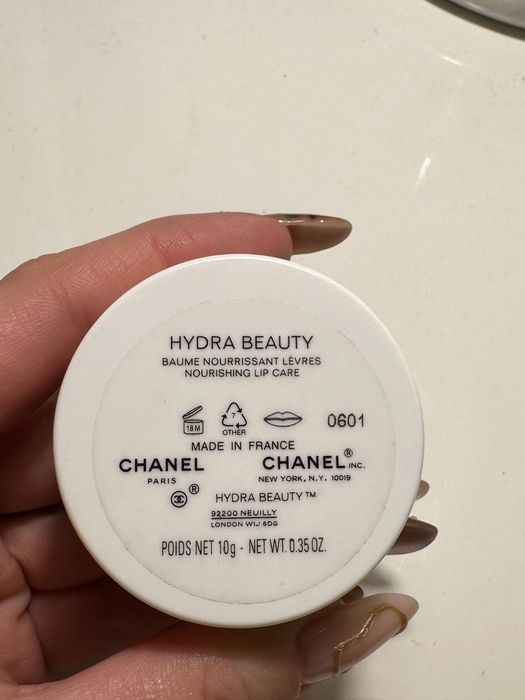 HYDRA BEAUTY
BAUME NOURRISSANT LÈVRES
NOURISHING LIP CARE
18M
7
OTHER
0601
MADE IN FRANCE
CHANEL
PARIS
CHANEL® INC.
NEW YORK, N.Y. 10019
®
HYDRA BEAUTY™
92200 NEUILLY
LONDON W1J 6DG
POIDS NET 10g - NET WT. 0.35 OZ.